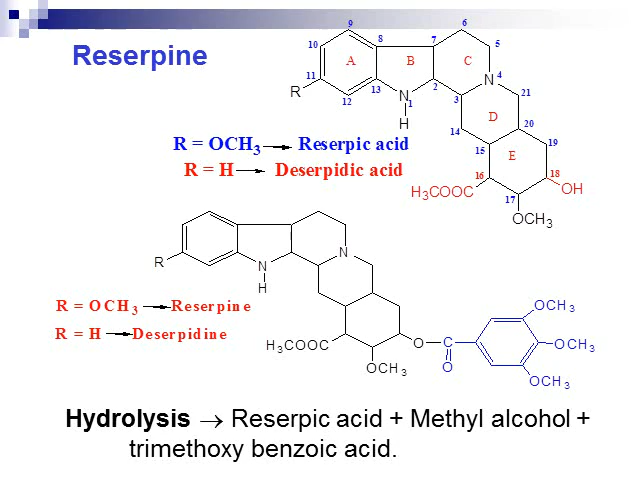 Reserpine
9
10
8
7
6
5
A
B
C
11
R
12
13
N
1
H
2
3
N
4
21
14
D
20
15
E
19
16
18
17
H₃COOC
OH
OCH₃
R = OCH₃ → Reserpic acid
R = H → Deserpidic acid
R
N
H
N
H₃COOC
OCH₃
O
C
O
OCH₃
OCH₃
OCH₃
R = OCH₃ → Reserpine
R = H → Deserpidine
Hydrolysis → Reserpic acid + Methyl alcohol +
trimethoxy benzoic acid.